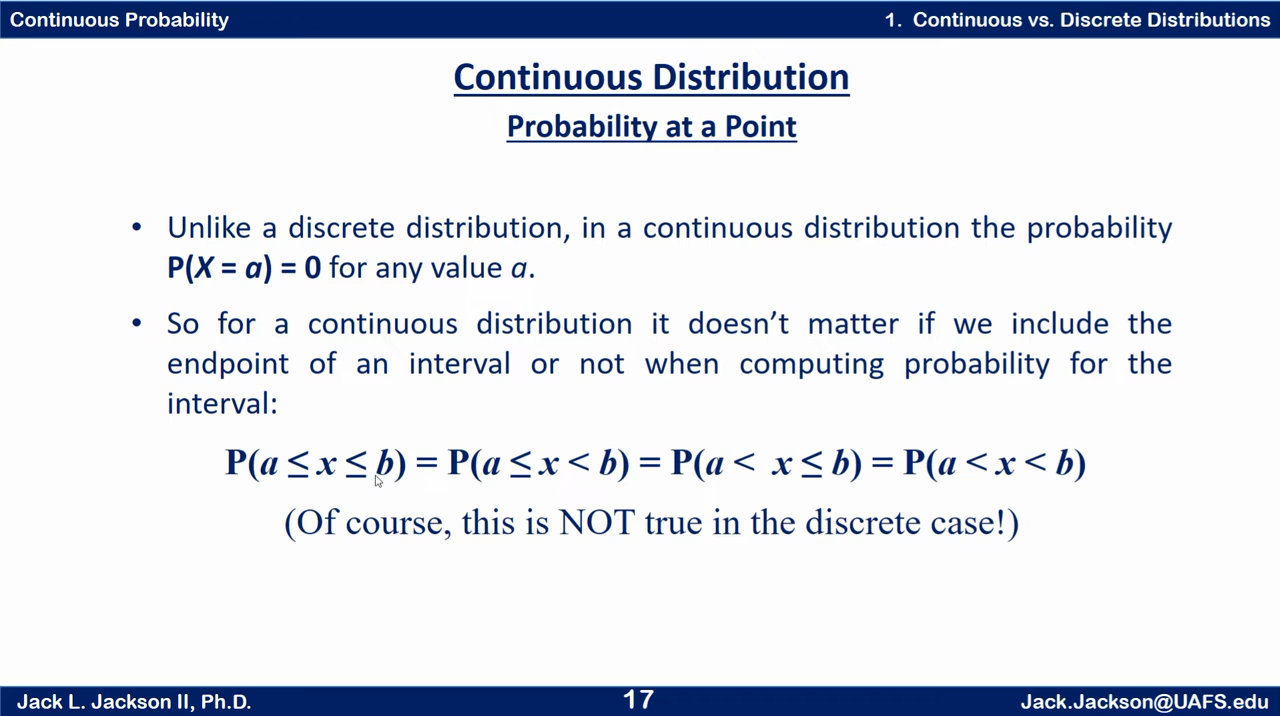 Continuous Probability
1. Continuous vs. Discrete Distributions
Continuous Distribution
Probability at a Point
• Unlike a discrete distribution, in a continuous distribution the probability
P(X = a) = 0 for any value a.
• So for a continuous distribution it doesn’t matter if we include the
endpoint of an interval or not when computing probability for the
interval:
P(a ≤ x ≤ b) = P(a ≤ x < b) = P(a < x ≤ b) = P(a < x < b)
(Of course, this is NOT true in the discrete case!)
Jack L. Jackson II, Ph.D.
17
Jack.Jackson@UAFS.edu